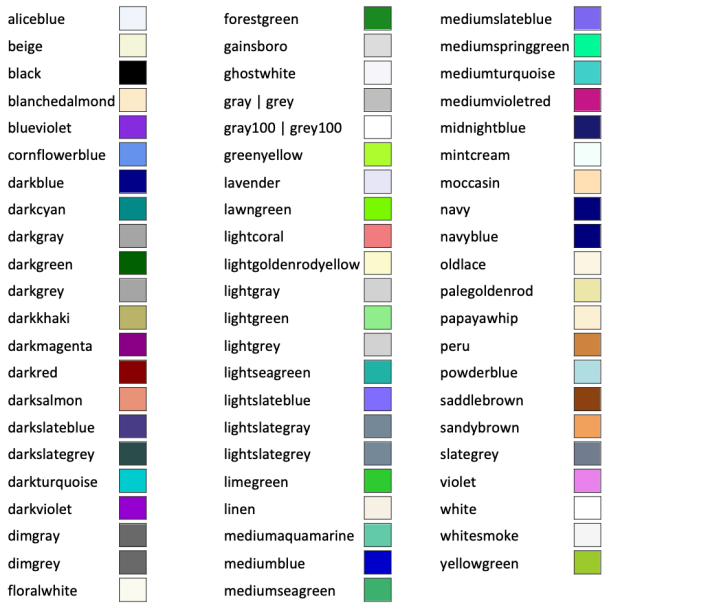 aliceblue
beige
black
blanchedalmond
blueviolet
cornflowerblue
darkblue
darkcyan
darkgray
darkgreen
darkgrey
darkkhaki
darkmagenta
darkred
darksalmon
darkslateblue
darkslategrey
darkturquoise
darkviolet
dimgray
dimgrey
floralwhite
forestgreen
gainsboro
ghostwhite
gray | grey
gray100 | grey100
greenyellow
lavender
lawngreen
lightcoral
lightgoldenrodyellow
lightgray
lightgreen
lightgrey
lightseagreen
lightslateblue
lightslategray
lightslategrey
limegreen
linen
mediumaquamarine
mediumblue
mediumseagreen
mediumslateblue
mediumspringgreen
mediumturquoise
mediumvioletred
midnightblue
mintcream
moccasin
navy
navyblue
oldlace
palegoldenrod
papayawhip
peru
powderblue
saddlebrown
sandybrown
slategrey
violet
white
whitesmoke
yellowgreen